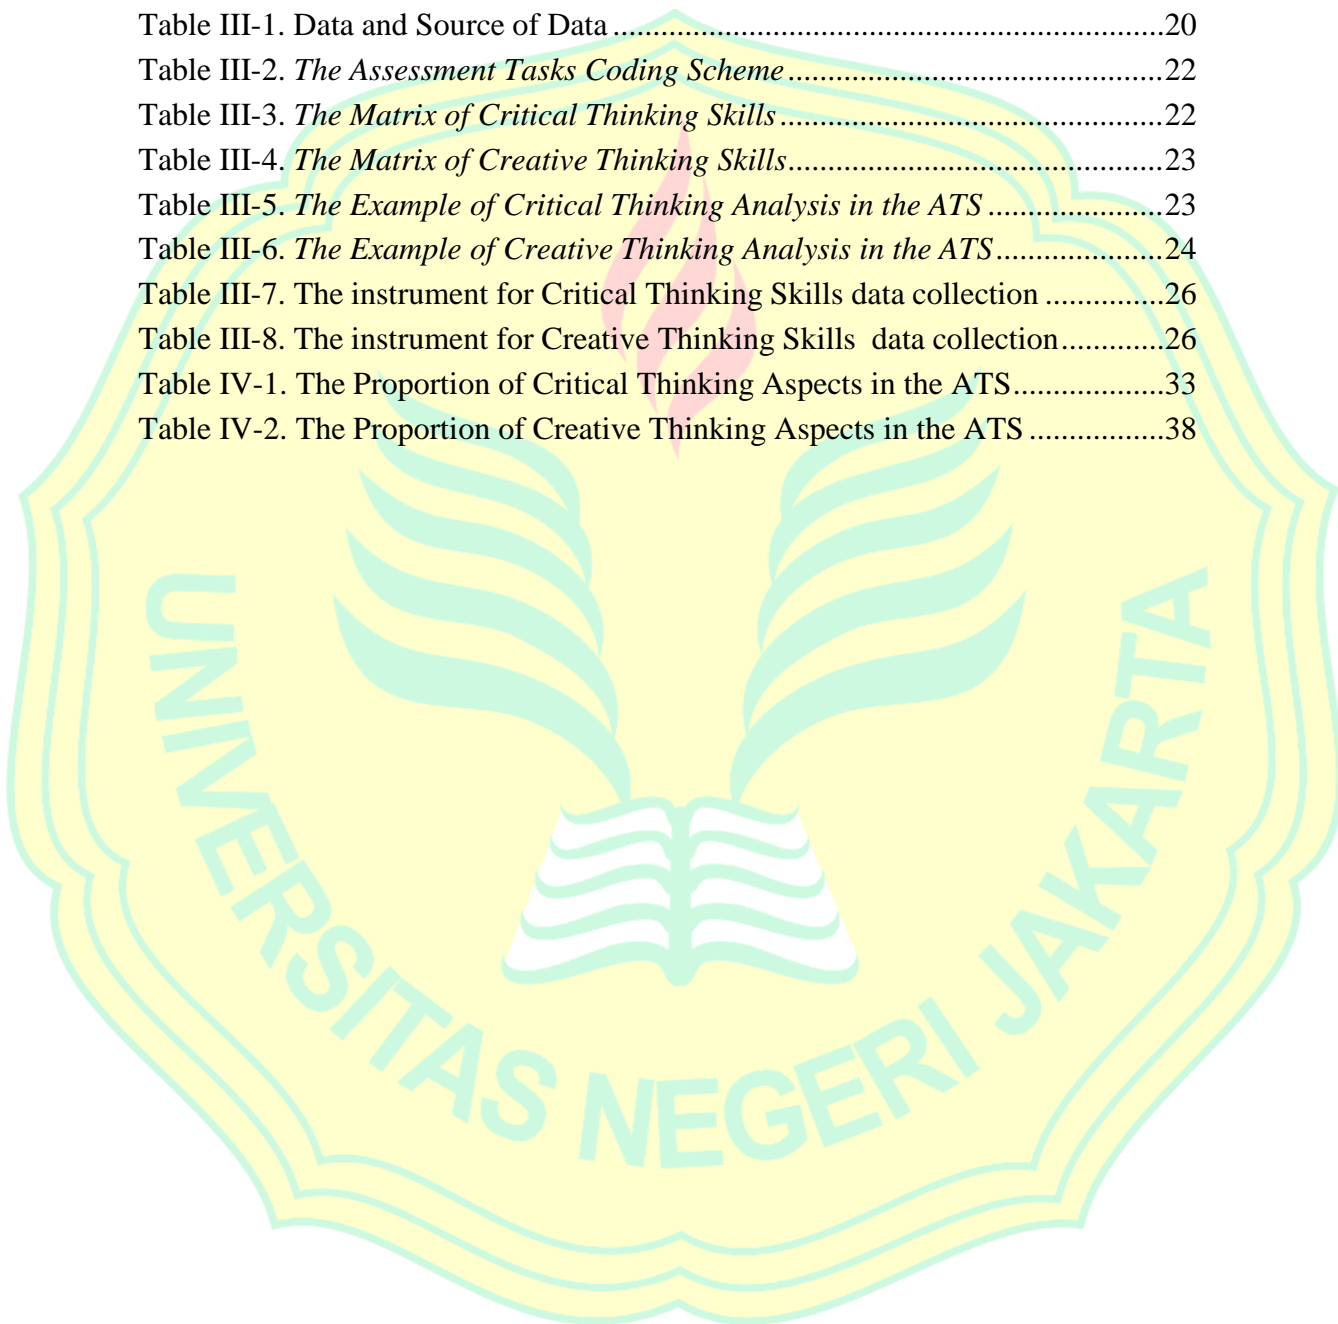 Table III-1. Data and Source of Data.....................................................................20
Table III-2. The Assessment Tasks Coding Scheme...............................................22
Table III-3. The Matrix of Critical Thinking Skills................................................22
Table III-4. The Matrix of Creative Thinking Skills...............................................23
Table III-5. The Example of Critical Thinking Analysis in the ATS......................23
Table III-6. The Example of Creative Thinking Analysis in the ATS.....................24
Table III-7. The instrument for Critical Thinking Skills data collection ...............26
Table III-8. The instrument for Creative Thinking Skills  data collection.............26
Table IV-1. The Proportion of Critical Thinking Aspects in the ATS..................33
Table IV-2. The Proportion of Creative Thinking Aspects in the ATS .................38
UNIVERSITAS NEGERI JAKARTA